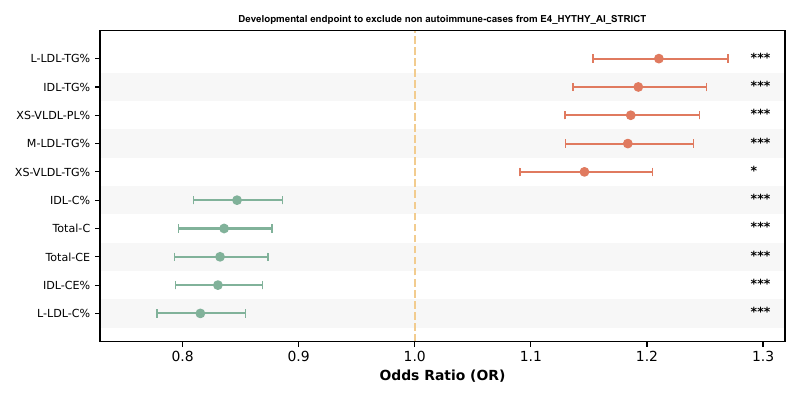 Developmental endpoint to exclude non autoimmune-cases from E4_HYTHY_AI_STRICT
L-LDL-TG% ***
IDL-TG% ***
XS-VLDL-PL% ***
M-LDL-TG% ***
XS-VLDL-TG% *
IDL-C% ***
Total-C ***
Total-CE ***
IDL-CE% ***
L-LDL-C% ***
0.8 0.9 1.0 1.1 1.2 1.3
Odds Ratio (OR)